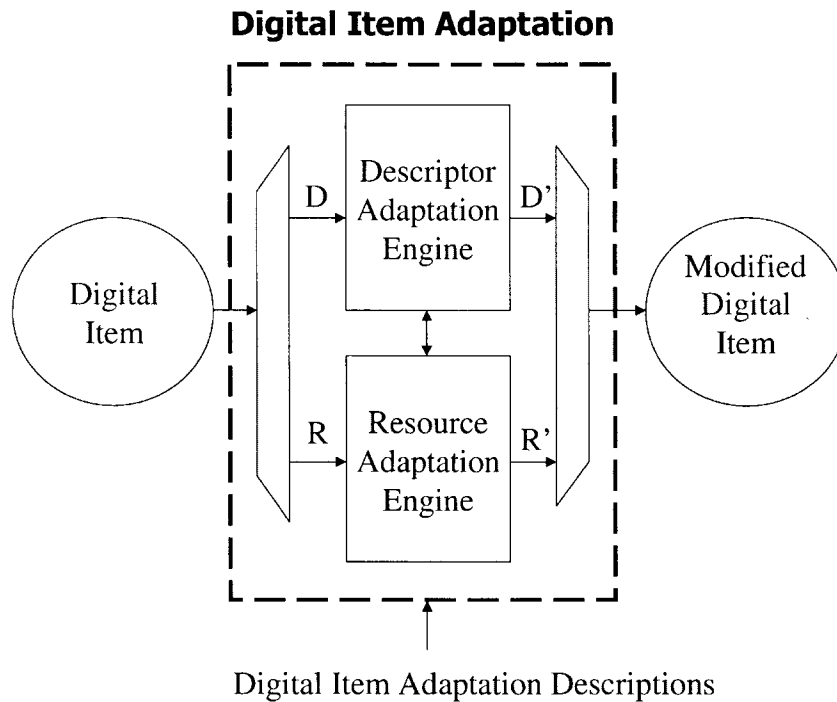 Digital Item Adaptation
D
Descriptor
Adaptation
Engine
D'
Digital
Item
Modified
Digital
Item
R
Resource
Adaptation
Engine
R'
Digital Item Adaptation Descriptions